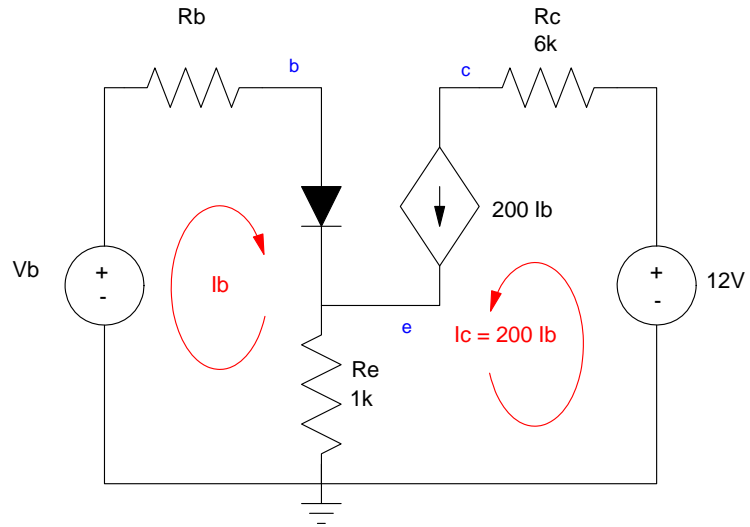 Rb
Rc
6k
b
c
200 Ib
Vb
+
-
Ib
+
-
12V
e
Ic = 200 Ib
Re
1k